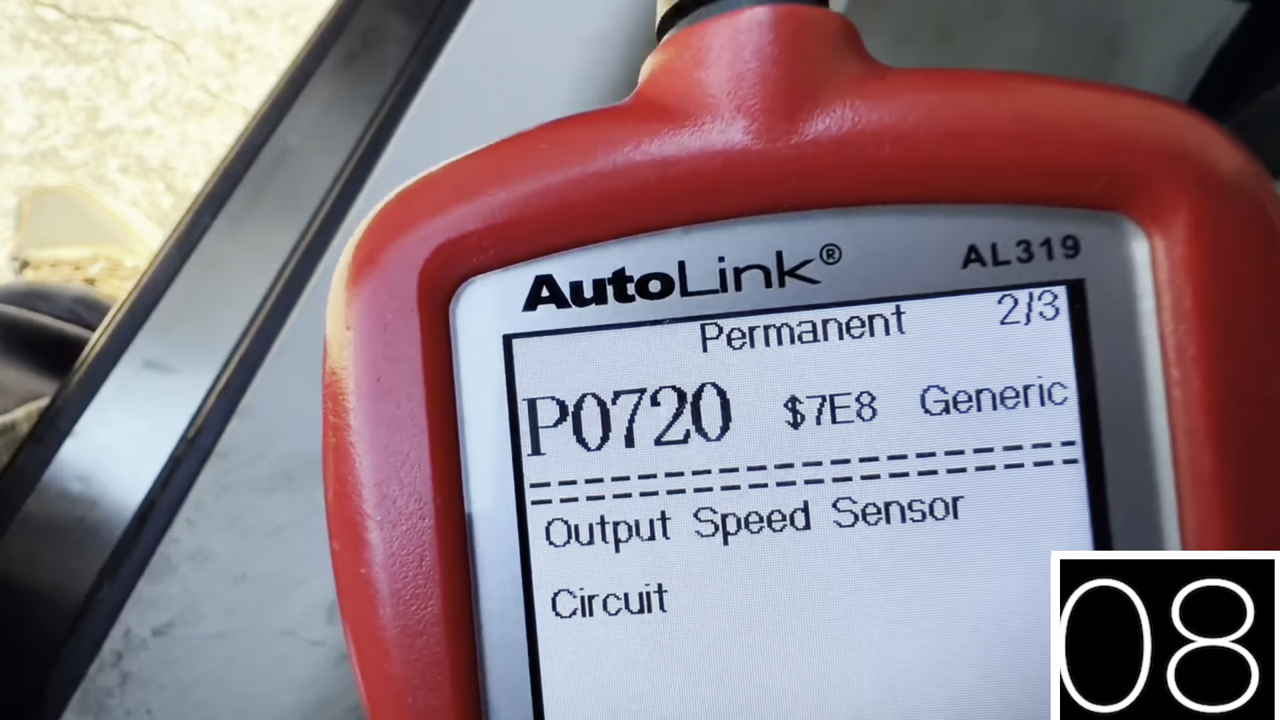 AutoLink® AL319
Permanent 2/3
P0720 $7E8 Generic
Output Speed Sensor
Circuit
08